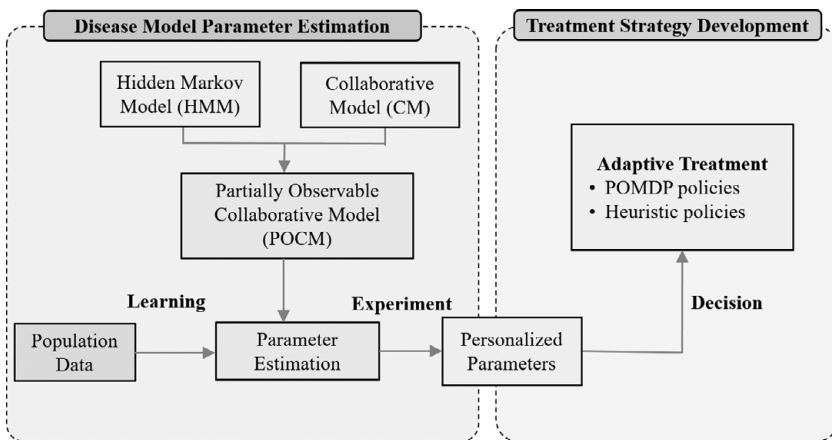 Disease Model Parameter Estimation
Treatment Strategy Development
Hidden Markov
Model (HMM)
Collaborative
Model (CM)
Partially Observable
Collaborative Model
(POCM)
Adaptive Treatment
• POMDP policies
• Heuristic policies
Learning
Experiment
Decision
Population
Data
Parameter
Estimation
Personalized
Parameters